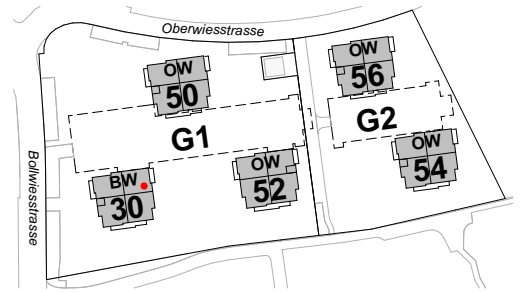 Oberwiesstrasse
OW
50
OW
56
G1
G2
BW
30
OW
52
OW
54
Bollwiesstrasse